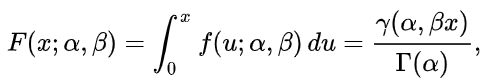 F(x; α, β) = ∫₀ˣ f(u; α, β) du = γ(α, βx) / Γ(α) ,